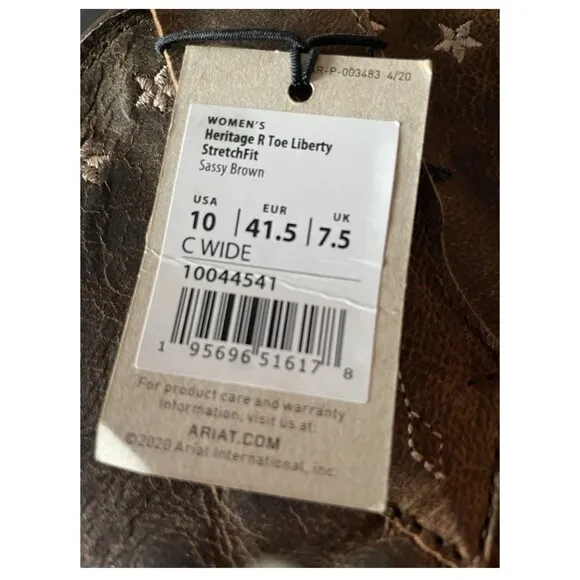 R-P-003483 4/20
WOMEN'S
Heritage R Toe Liberty
StretchFit
Sassy Brown
USA EUR UK
10 | 41.5 | 7.5
C WIDE
10044541
1 95696 51617 8
For product care and warranty
information, visit us at:
ARIAT.COM
©2020 Ariat International, Inc.